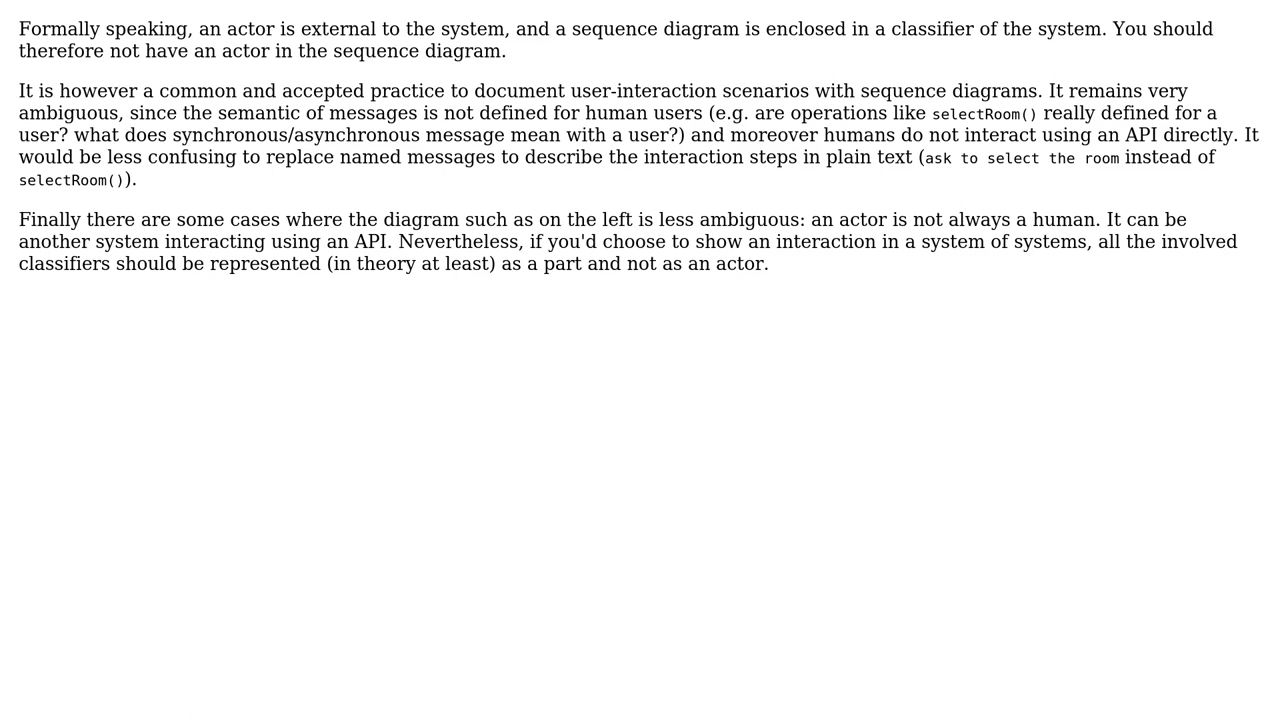 Formally speaking, an actor is external to the system, and a sequence diagram is enclosed in a classifier of the system. You should
therefore not have an actor in the sequence diagram.
It is however a common and accepted practice to document user-interaction scenarios with sequence diagrams. It remains very
ambiguous, since the semantic of messages is not defined for human users (e.g. are operations like selectRoom() really defined for a
user? what does synchronous/asynchronous message mean with a user?) and moreover humans do not interact using an API directly. It
would be less confusing to replace named messages to describe the interaction steps in plain text (ask to select the room instead of
selectRoom()).
Finally there are some cases where the diagram such as on the left is less ambiguous: an actor is not always a human. It can be
another system interacting using an API. Nevertheless, if you'd choose to show an interaction in a system of systems, all the involved
classifiers should be represented (in theory at least) as a part and not as an actor.